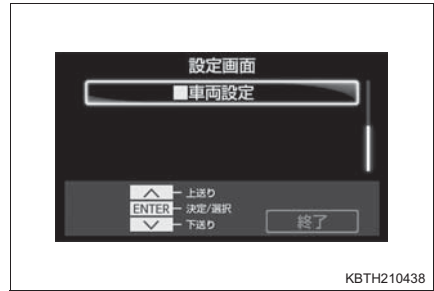 設定画面
■車両設定
上送り
ENTER 決定/選択
下送り
終了
KBTH210438